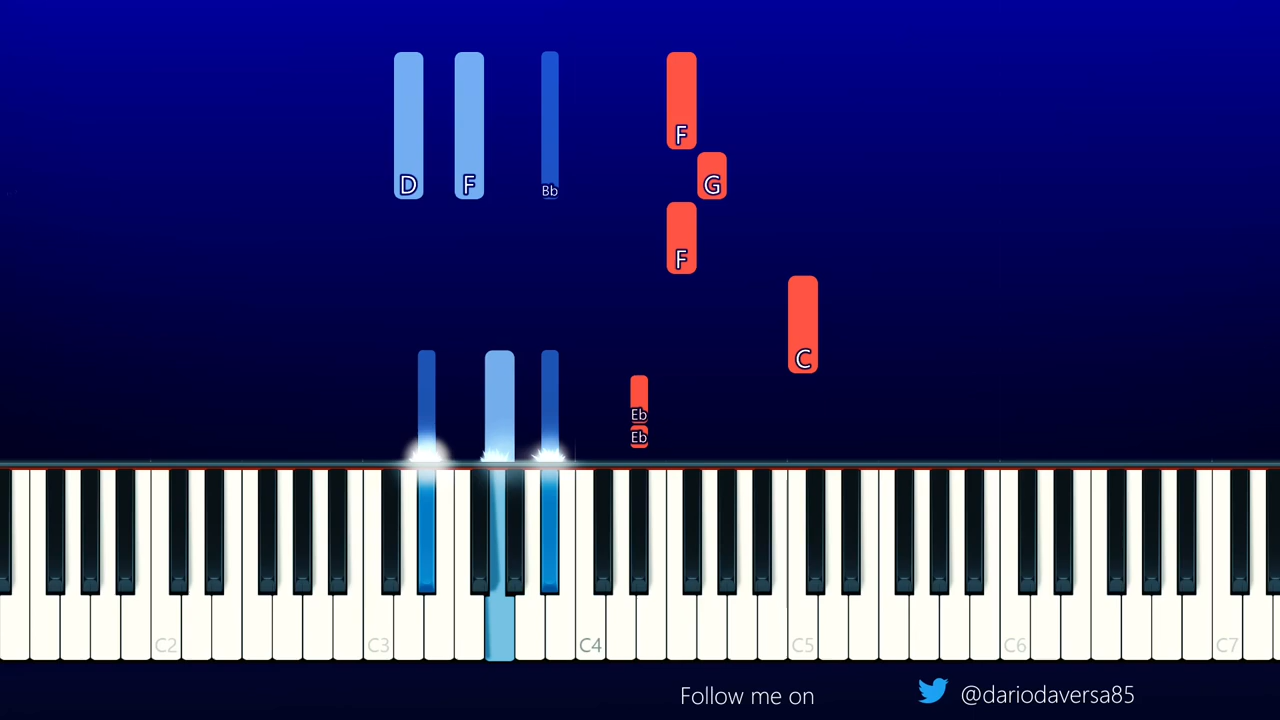 F
D F Bb G
F
C
Eb
Eb
C2 C3 C4 C5 C6 C7
Follow me on @dariodaversa85